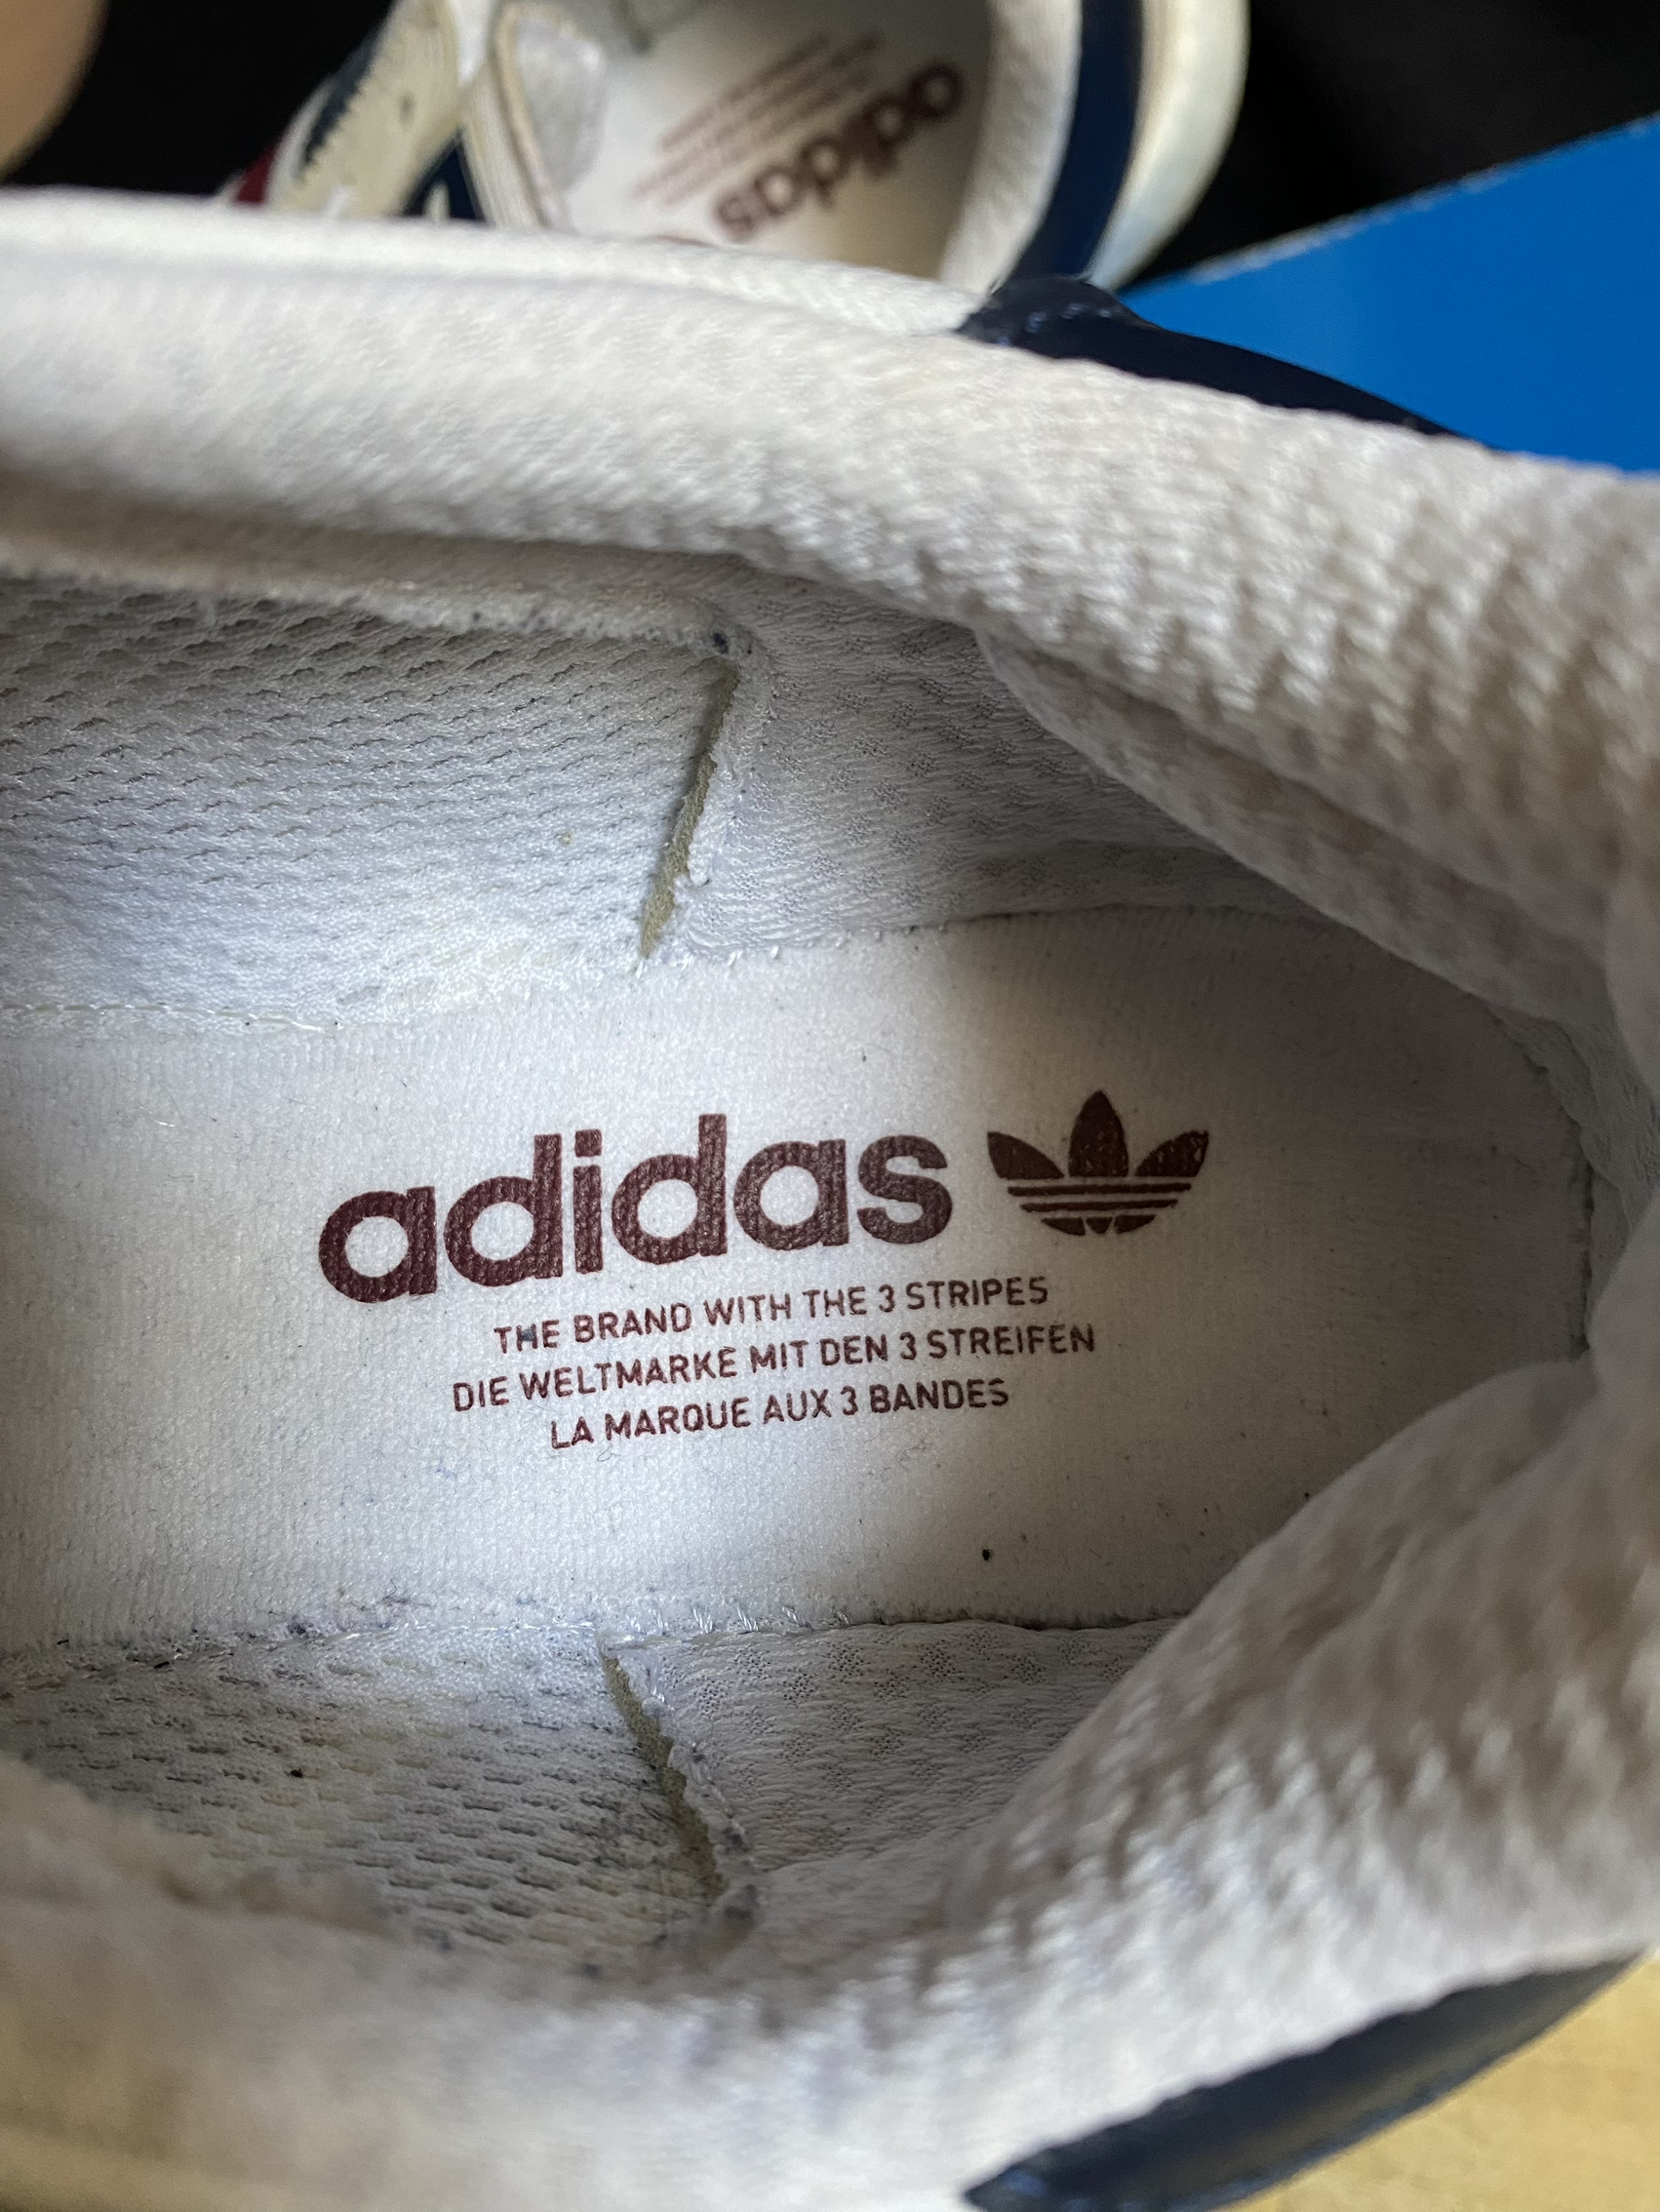 adidas
adidas
THE BRAND WITH THE 3 STRIPES
DIE WELTMARKE MIT DEN 3 STREIFEN
LA MARQUE AUX 3 BANDES